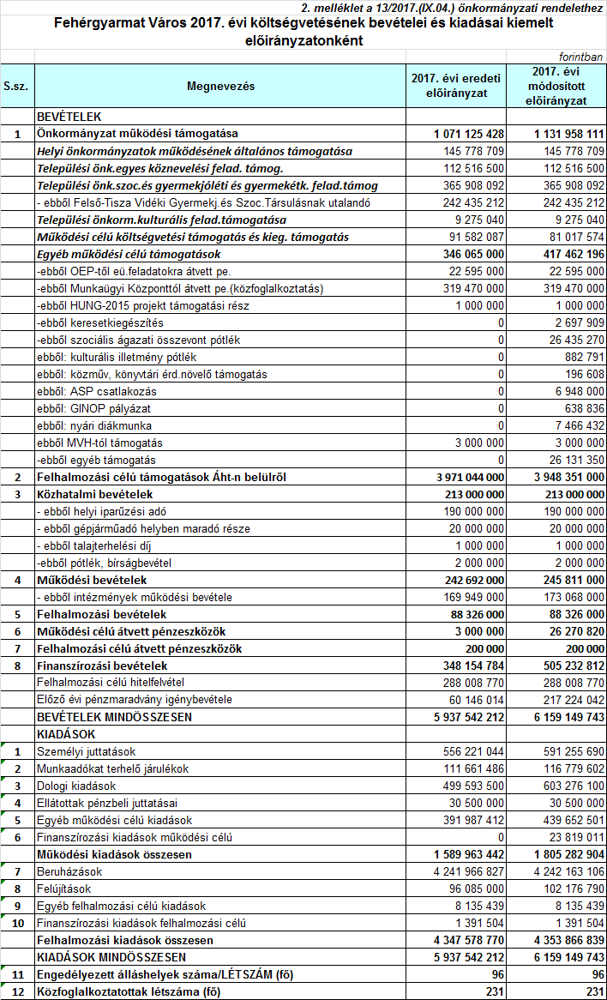 2. melléklet a 13/2017.(IX.04.) önkormányzati rendelethez
Fehérgyarmat Város 2017. évi költségvetésének bevételei és kiadásai kiemelt
előirányzatonként
forintban
S.sz. Megnevezés 2017. évi eredeti előirányzat 2017. évi módosított előirányzat
BEVÉTELEK
1 Önkormányzat működési támogatása 1 071 125 428 1 131 958 111
Helyi önkormányzatok működésének általános támogatása 145 778 709 145 778 709
Települési önk.egyes köznevelési felad. támog. 112 516 500 112 516 500
Települési önk.szoc.és gyermekjóléti és gyermekétk. felad.támog 365 908 092 365 908 092
- ebből Felső-Tisza Vidéki Gyermekj.és Szoc.Társulásnak utalandó 242 435 212 242 435 212
Települési önkorm.kulturális felad.támogatása 9 275 040 9 275 040
Működési célú költségvetési támogatás és kieg. támogatás 91 582 087 81 017 574
Egyéb működési célú támogatások 346 065 000 417 462 196
-ebből OEP-től eü.feladatokra átvett pe. 22 595 000 22 595 000
-ebből Munkaügyi Központtól átvett pe.(közfoglalkoztatás) 319 470 000 319 470 000
-ebből HUNG-2015 projekt támogatási rész 1 000 000 1 000 000
-ebből keresetkiegészítés 0 2 697 909
-ebből szociális ágazati összevont pótlék 0 26 435 270
ebből: kulturális illetmény pótlék 0 882 791
ebből: közműv, könyvtári érd.növelő támogatás 0 196 608
ebből: ASP csatlakozás 0 6 948 000
ebből: GINOP pályázat 0 638 836
ebből: nyári diákmunka 0 7 466 432
ebből MVH-tól támogatás 3 000 000 3 000 000
-ebből egyéb támogatás 0 26 131 350
2 Felhalmozási célú támogatások Áht-n belülről 3 971 044 000 3 948 351 000
3 Közhatalmi bevételek 213 000 000 213 000 000
- ebből helyi iparűzési adó 190 000 000 190 000 000
- ebből gépjárműadó helyben maradó része 20 000 000 20 000 000
- ebből talajterhelési díj 1 000 000 1 000 000
-ebből pótlék, bírságbevétel 2 000 000 2 000 000
4 Működési bevételek 242 692 000 245 811 000
- ebből intézmények működési bevétele 169 949 000 173 068 000
5 Felhalmozási bevételek 88 326 000 88 326 000
6 Működési célú átvett pénzeszközök 3 000 000 26 270 820
7 Felhalmozási célú átvett pénzeszközök 200 000 200 000
8 Finanszírozási bevételek 348 154 784 505 232 812
Felhalmozási célú hitelfelvétel 288 008 770 288 008 770
Előző évi pénzmaradvány igénybevétele 60 146 014 217 224 042
BEVÉTELEK MINDÖSSZESEN 5 937 542 212 6 159 149 743
KIADÁSOK
1 Személyi juttatások 556 221 044 591 255 690
2 Munkaadókat terhelő járulékok 111 661 486 116 779 602
3 Dologi kiadások 499 593 500 603 276 100
4 Ellátottak pénzbeli juttatásai 30 500 000 30 500 000
5 Egyéb működési célú kiadások 391 987 412 439 652 501
6 Finanszírozási kiadások működési célú 0 23 819 011
Működési kiadások összesen 1 589 963 442 1 805 282 904
7 Beruházások 4 241 966 827 4 242 163 106
8 Felújítások 96 085 000 102 176 790
9 Egyéb felhalmozási célú kiadások 8 135 439 8 135 439
10 Finanszírozási kiadások felhalmozási célú 1 391 504 1 391 504
Felhalmozási kiadások összesen 4 347 578 770 4 353 866 839
KIADÁSOK MINDÖSSZESEN 5 937 542 212 6 159 149 743
11 Engedélyezett álláshelyek száma/LÉTSZÁM (fő) 96 96
12 Közfoglalkoztatottak létszáma (fő) 231 231